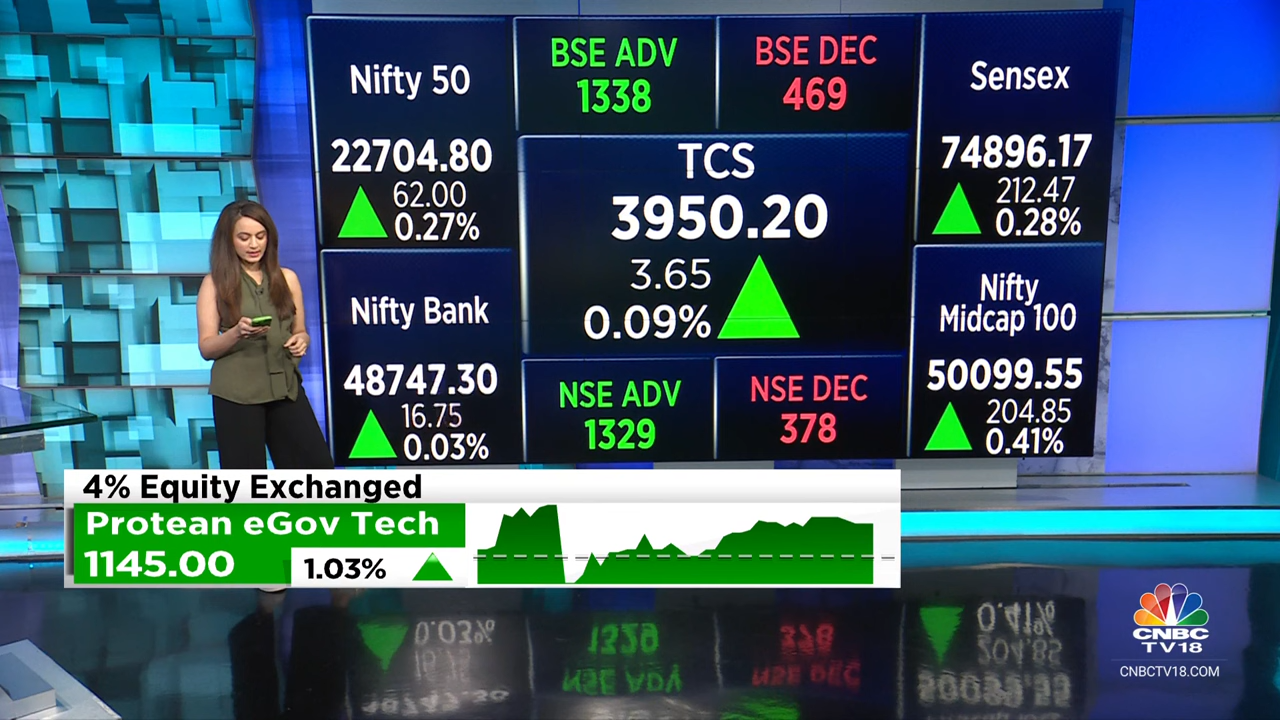 Nifty 50
22704.80
62.00
0.27%
BSE ADV
1338
BSE DEC
469
Sensex
74896.17
212.47
0.28%
TCS
3950.20
3.65
0.09%
Nifty Bank
48747.30
16.75
0.03%
NSE ADV
1329
NSE DEC
378
Nifty
Midcap 100
50099.55
204.85
0.41%
4% Equity Exchanged
Protean eGov Tech
1145.00
1.03%
CNBC
TV18
CNBCTV18.COM